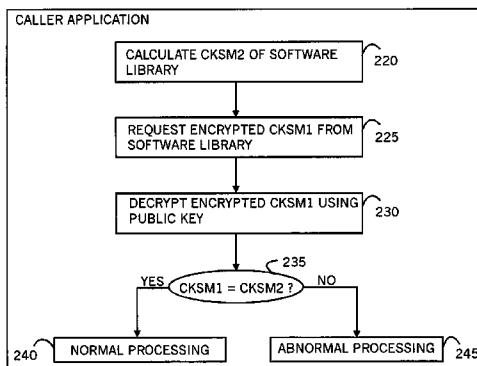 CALLER APPLICATION
CALCULATE CKSM2 OF SOFTWARE
LIBRARY
220
REQUEST ENCRYPTED CKSM1 FROM
SOFTWARE LIBRARY
225
DECRYPT ENCRYPTED CKSM1 USING
PUBLIC KEY
230
235
YES
CKSM1 = CKSM2 ?
NO
240
NORMAL PROCESSING
ABNORMAL PROCESSING
245